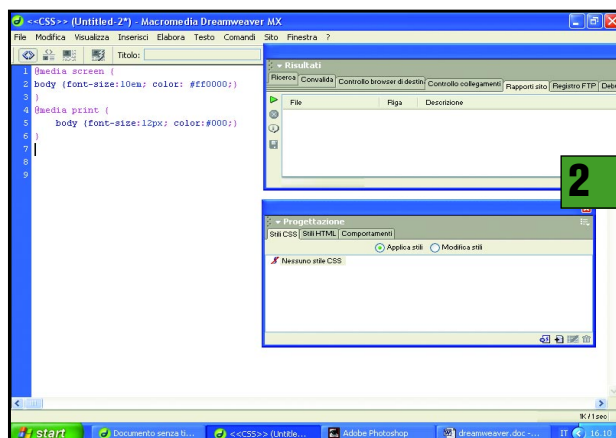 <<CSS>> (Untitled-2*) - Macromedia Dreamweaver MX
File Modifica Visualizza Inserisci Elabora Testo Comandi Sito Finestra ?
Titolo:
1 @media screen {
2 body {font-size:10em; color: #ff0000;}
3 }
4 @media print {
5 body {font-size:12px; color:#000;}
6 }
7
8
9
Risultati
Ricerca Convalida Controllo browser di destin. Controllo collegamenti Rapporti sito Registro FTP Debu
File Riga Descrizione
2
Progettazione
Stili CSS Stili HTML Comportamenti
Applica stili Modifica stili
Nessuno stile CSS
1K / 1 sec
start Documento senza ti... <<CSS>> (Untitle... Adobe Photoshop dreamweaver.doc -... IT 16.10